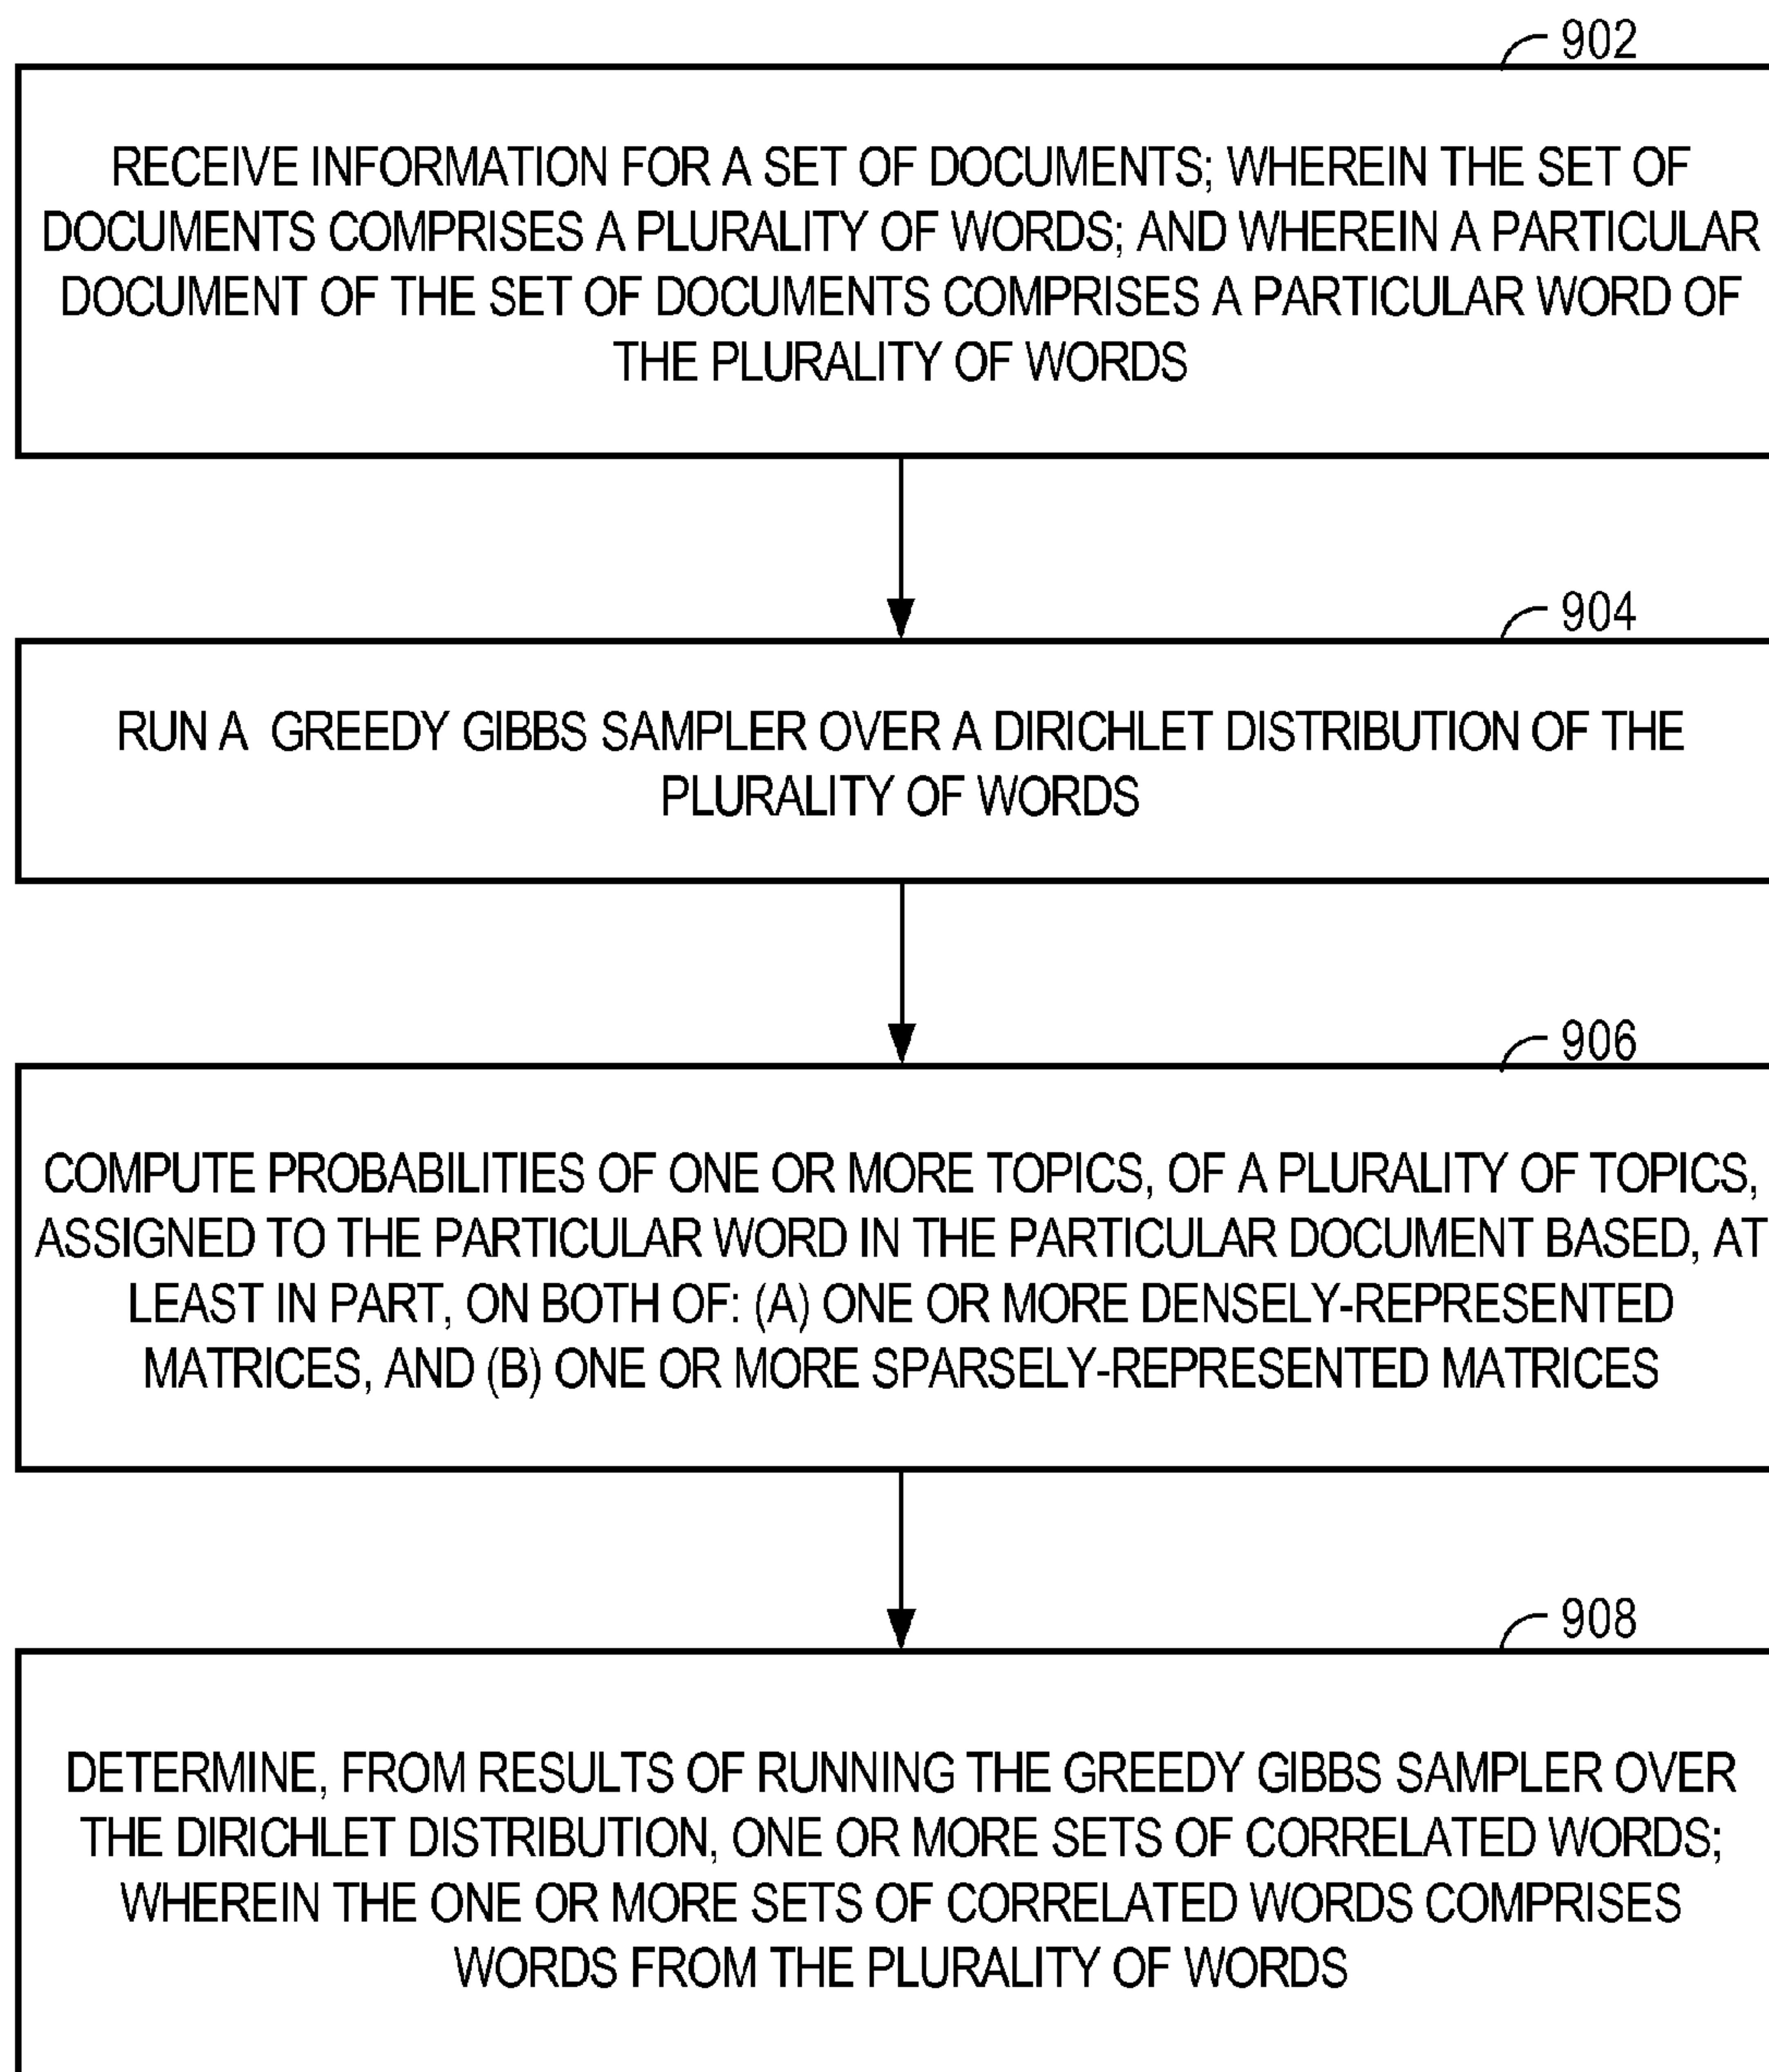 902
RECEIVE INFORMATION FOR A SET OF DOCUMENTS; WHEREIN THE SET OF
DOCUMENTS COMPRISES A PLURALITY OF WORDS; AND WHEREIN A PARTICULAR
DOCUMENT OF THE SET OF DOCUMENTS COMPRISES A PARTICULAR WORD OF
THE PLURALITY OF WORDS
904
RUN A GREEDY GIBBS SAMPLER OVER A DIRICHLET DISTRIBUTION OF THE
PLURALITY OF WORDS
906
COMPUTE PROBABILITIES OF ONE OR MORE TOPICS, OF A PLURALITY OF TOPICS,
ASSIGNED TO THE PARTICULAR WORD IN THE PARTICULAR DOCUMENT BASED, AT
LEAST IN PART, ON BOTH OF: (A) ONE OR MORE DENSELY-REPRESENTED
MATRICES, AND (B) ONE OR MORE SPARSELY-REPRESENTED MATRICES
908
DETERMINE, FROM RESULTS OF RUNNING THE GREEDY GIBBS SAMPLER OVER
THE DIRICHLET DISTRIBUTION, ONE OR MORE SETS OF CORRELATED WORDS;
WHEREIN THE ONE OR MORE SETS OF CORRELATED WORDS COMPRISES
WORDS FROM THE PLURALITY OF WORDS